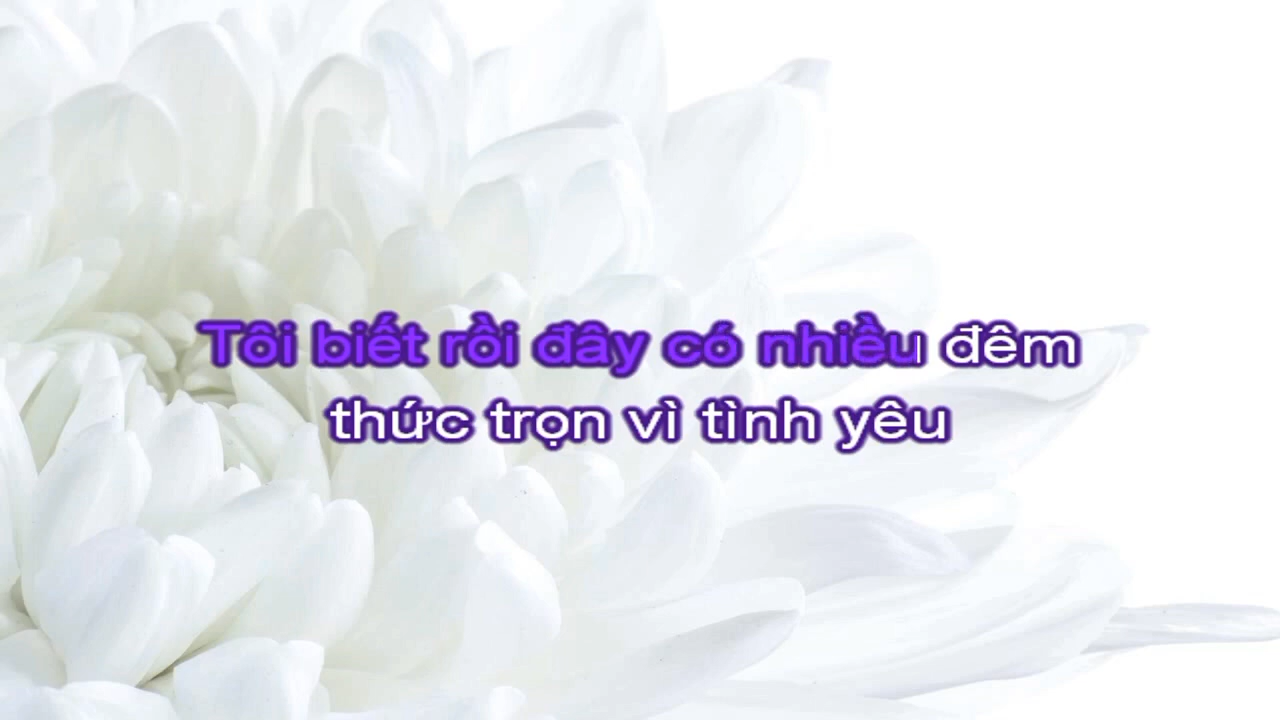 Tôi biết rồi đây có nhiều đêm
thức trọn vì tình yêu